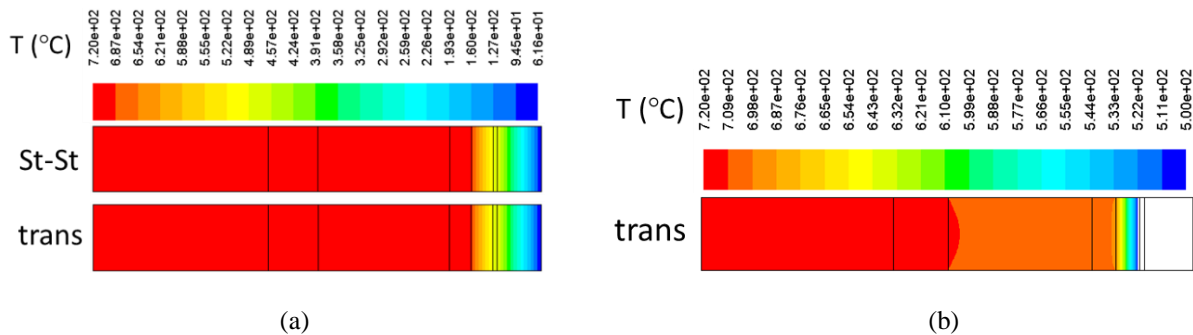 T (°C)
7.20e+02
6.87e+02
6.54e+02
6.21e+02
5.88e+02
5.55e+02
5.22e+02
4.89e+02
4.57e+02
4.24e+02
3.91e+02
3.58e+02
3.25e+02
2.92e+02
2.59e+02
2.26e+02
1.93e+02
1.60e+02
1.27e+02
9.45e+01
6.16e+01
St-St
trans
(a)
T (°C)
7.20e+02
7.09e+02
6.98e+02
6.87e+02
6.76e+02
6.65e+02
6.54e+02
6.43e+02
6.32e+02
6.21e+02
6.10e+02
5.99e+02
5.88e+02
5.77e+02
5.66e+02
5.55e+02
5.44e+02
5.33e+02
5.22e+02
5.11e+02
5.00e+02
trans
(b)